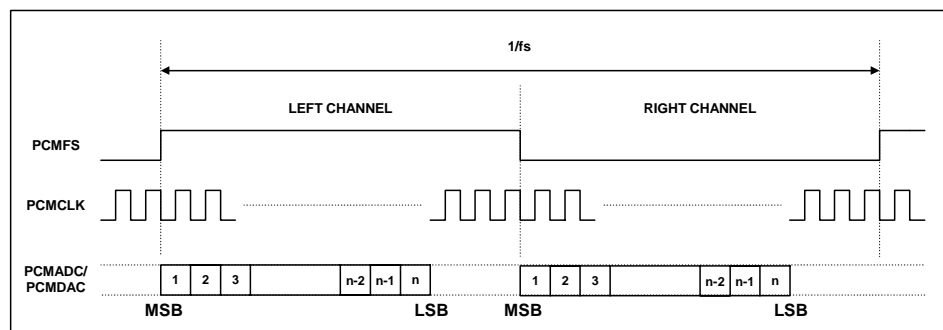 1/fs
LEFT CHANNEL RIGHT CHANNEL
PCMFS
PCMCLK
PCMADC/
PCMDAC
1 2 3 n-2 n-1 n 1 2 3 n-2 n-1 n
MSB LSB MSB LSB